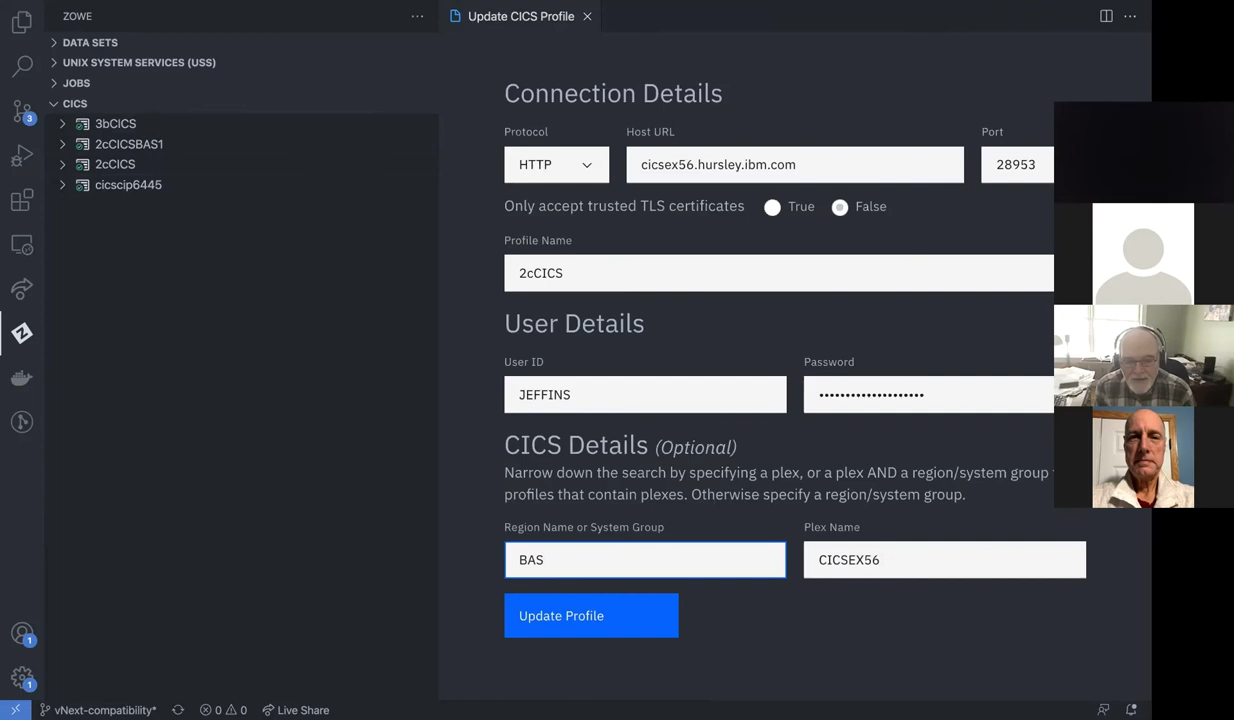 ZOWE
DATA SETS
UNIX SYSTEM SERVICES (USS)
JOBS
CICS
3bCICS
2cCICSBAS1
2cCICS
cicscip6445
3
1
1
Update CICS Profile
Connection Details
Protocol Host URL Port
HTTP cicsex56.hursley.ibm.com 28953
Only accept trusted TLS certificates True False
Profile Name
2cCICS
User Details
User ID Password
JEFFINS ••••••••••••••••••••
CICS Details (Optional)
Narrow down the search by specifying a plex, or a plex AND a region/system group
profiles that contain plexes. Otherwise specify a region/system group.
Region Name or System Group Plex Name
BAS CICSEX56
Update Profile
vNext-compatibility* 0 0 Live Share